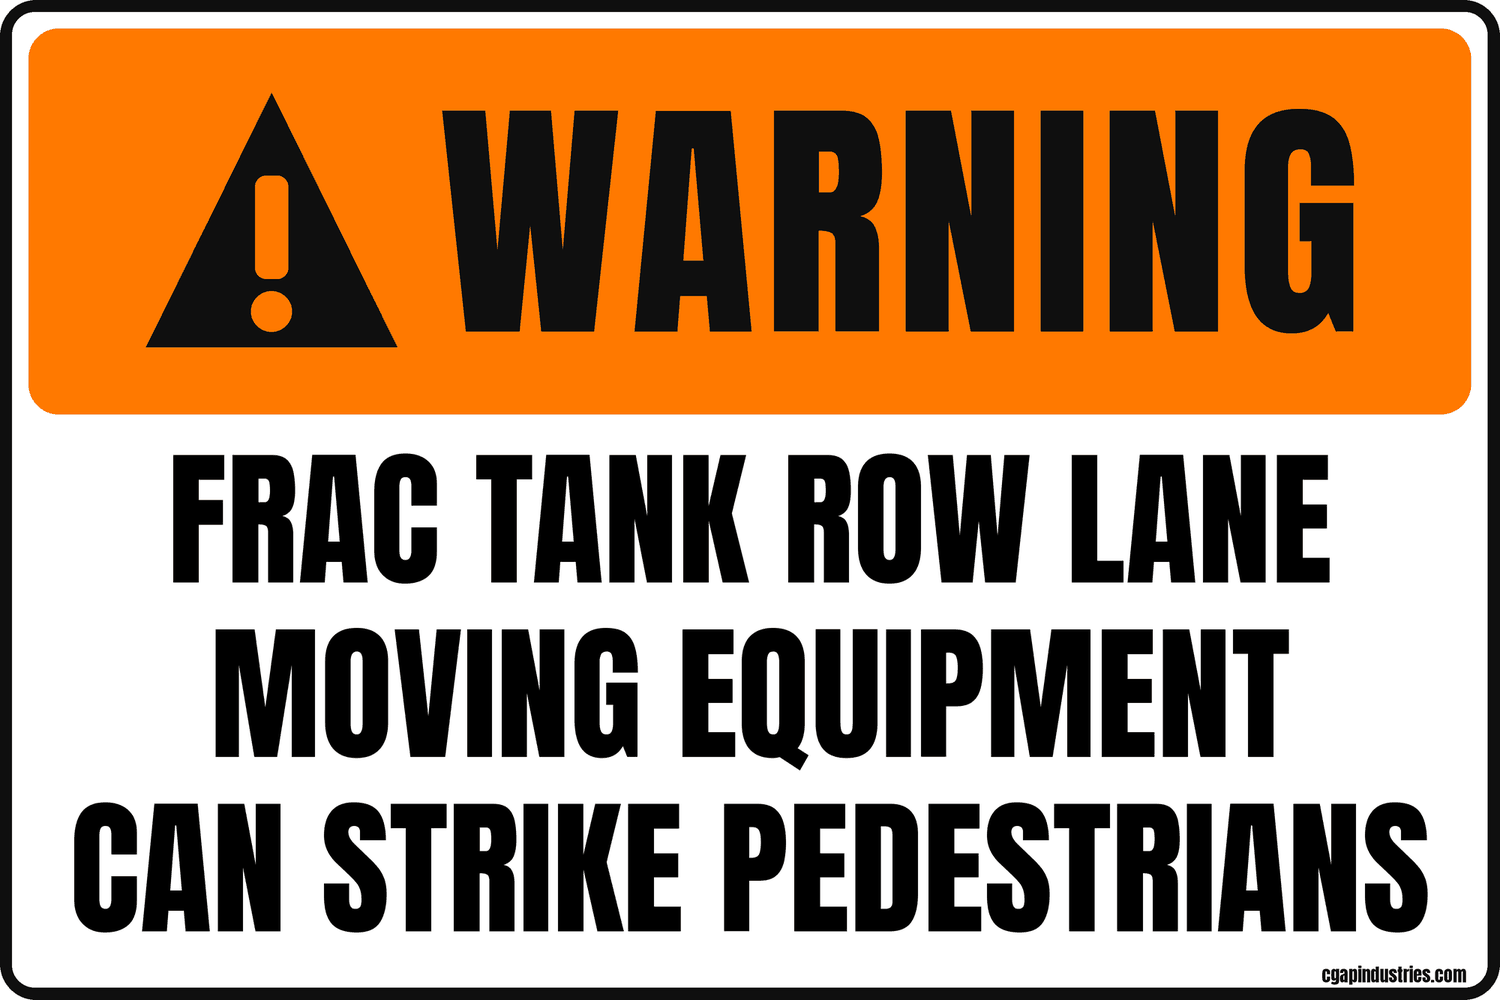 WARNING
FRAC TANK ROW LANE
MOVING EQUIPMENT
CAN STRIKE PEDESTRIANS
cgapindustries.com